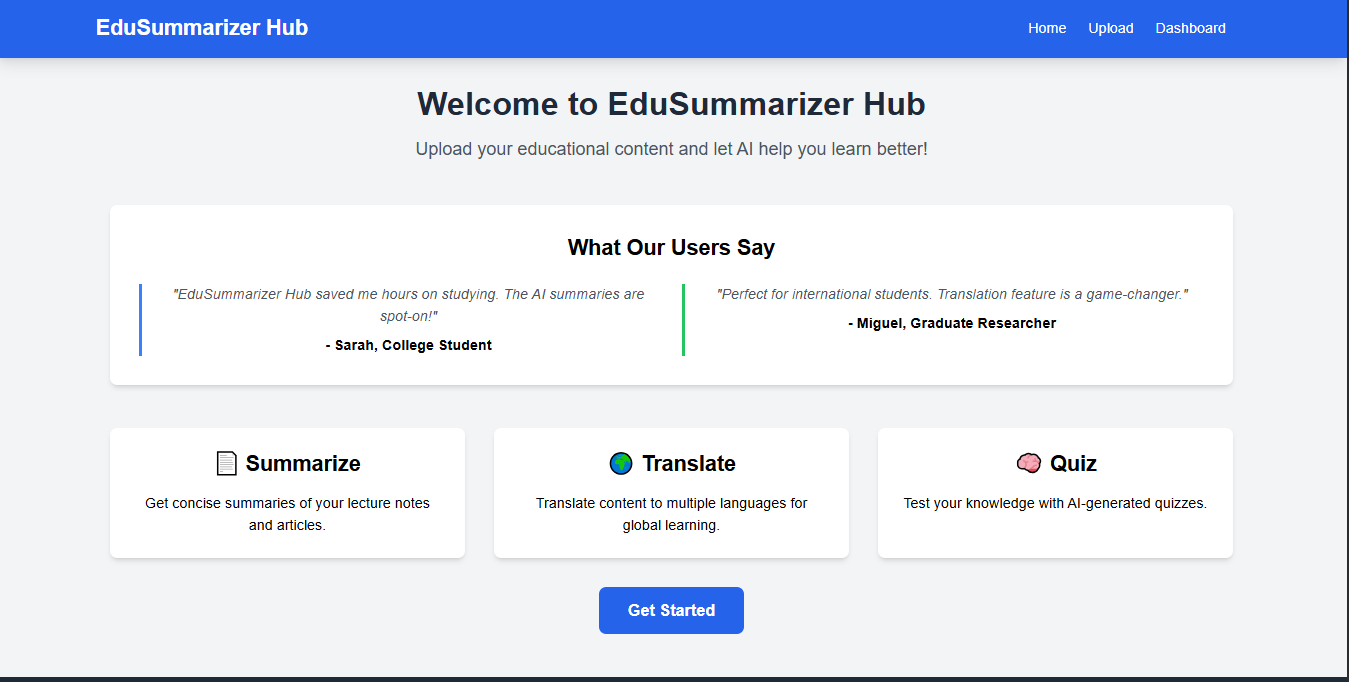 EduSummarizer Hub
Home Upload Dashboard
Welcome to EduSummarizer Hub
Upload your educational content and let AI help you learn better!
What Our Users Say
"EduSummarizer Hub saved me hours on studying. The AI summaries are
spot-on!"
- Sarah, College Student
"Perfect for international students. Translation feature is a game-changer."
- Miguel, Graduate Researcher
Summarize
Get concise summaries of your lecture notes
and articles.
Translate
Translate content to multiple languages for
global learning.
Quiz
Test your knowledge with AI-generated quizzes.
Get Started